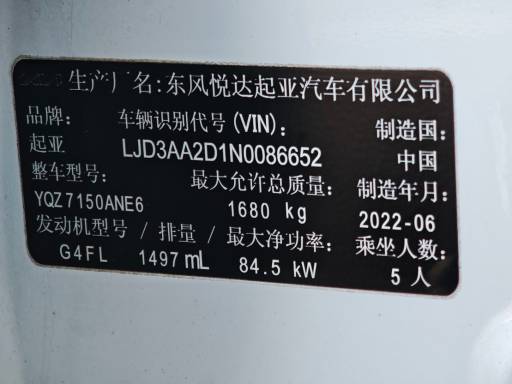 生产厂名:东风悦达起亚汽车有限公司
品牌: 车辆识别代号(VIN): 制造国:
起亚 LJD3AA2D1N0086652 中国
整车型号: 最大允许总质量: 制造年月:
YQZ7150ANE6 1680 kg 2022-06
发动机型号/排量/最大净功率: 乘坐人数:
G4FL 1497mL 84.5 kW 5人